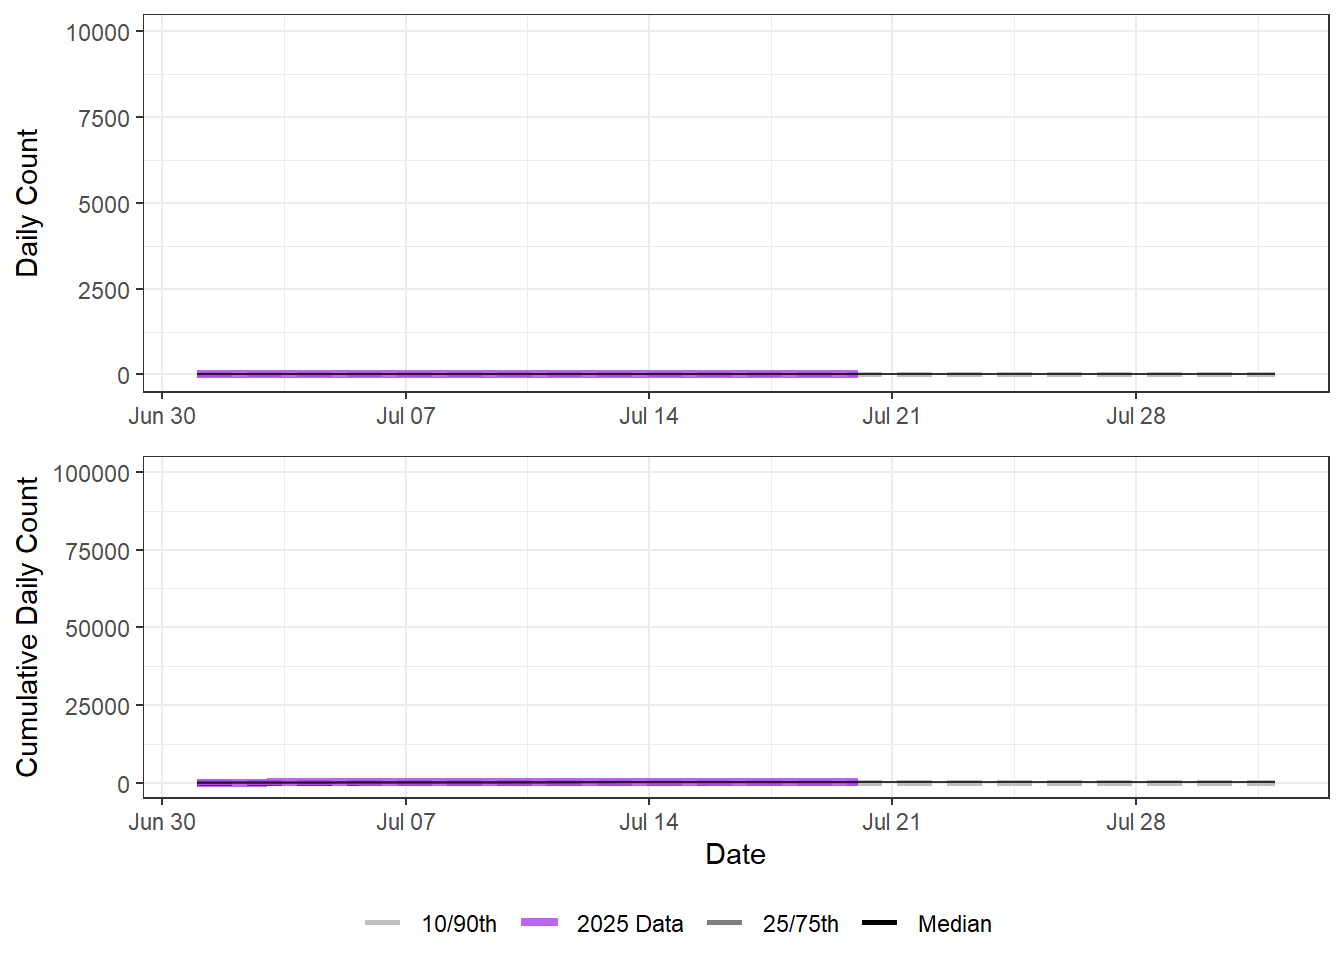 10000
7500
5000
2500
0
Daily Count
Jun 30 Jul 07 Jul 14 Jul 21 Jul 28
100000
75000
50000
25000
0
Cumulative Daily Count
Jun 30 Jul 07 Jul 14 Jul 21 Jul 28
Date
10/90th 2025 Data 25/75th Median